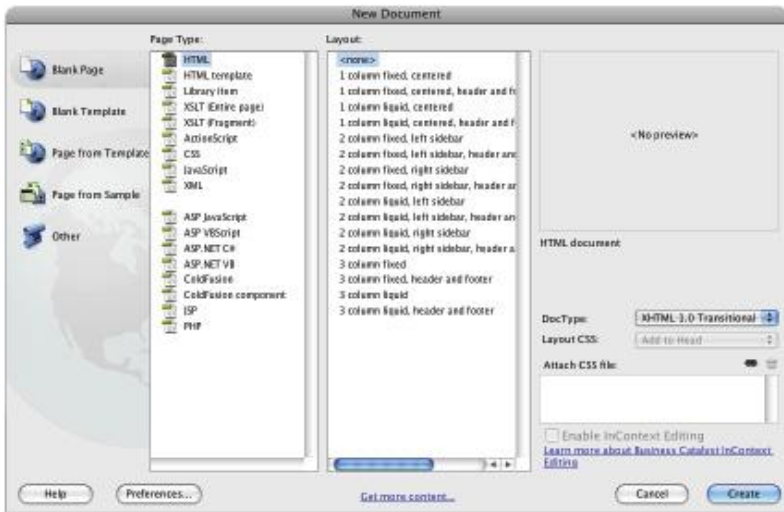 New Document
Page Type:
Layout:
Blank Page
Blank Template
Page from Template
Page from Sample
Other
HTML
HTML template
Library item
XSLT (Entire page)
XSLT (Fragment)
ActionScript
CSS
JavaScript
XML
ASP JavaScript
ASP VBScript
ASP.NET C#
ASP.NET VB
ColdFusion
ColdFusion component
JSP
PHP
<none>
1 column fixed, centered
1 column fixed, centered, header and fo
1 column liquid, centered
1 column liquid, centered, header and f
2 column fixed, left sidebar
2 column fixed, left sidebar, header and
2 column fixed, right sidebar
2 column fixed, right sidebar, header an
2 column liquid, left sidebar
2 column liquid, left sidebar, header an
2 column liquid, right sidebar
2 column liquid, right sidebar, header a
3 column fixed
3 column fixed, header and footer
3 column liquid
3 column liquid, header and footer
<No preview>
HTML document
DocType: XHTML 1.0 Transitional
Layout CSS: Add to Head
Attach CSS file:
Enable InContext Editing
Learn more about Business Catalyst InContext
Editing
Help
Preferences...
Get more content...
Cancel
Create